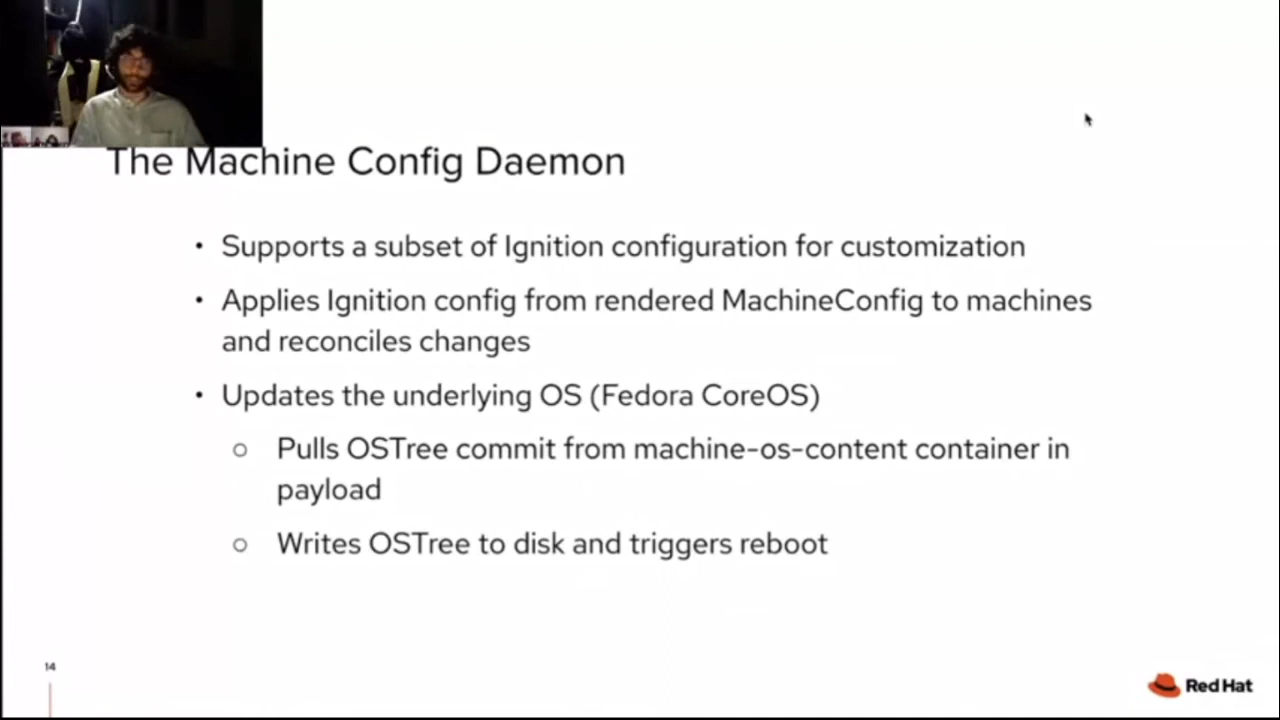 The Machine Config Daemon
• Supports a subset of Ignition configuration for customization
• Applies Ignition config from rendered MachineConfig to machines
and reconciles changes
• Updates the underlying OS (Fedora CoreOS)
○ Pulls OSTree commit from machine-os-content container in
payload
○ Writes OSTree to disk and triggers reboot
14
Red Hat